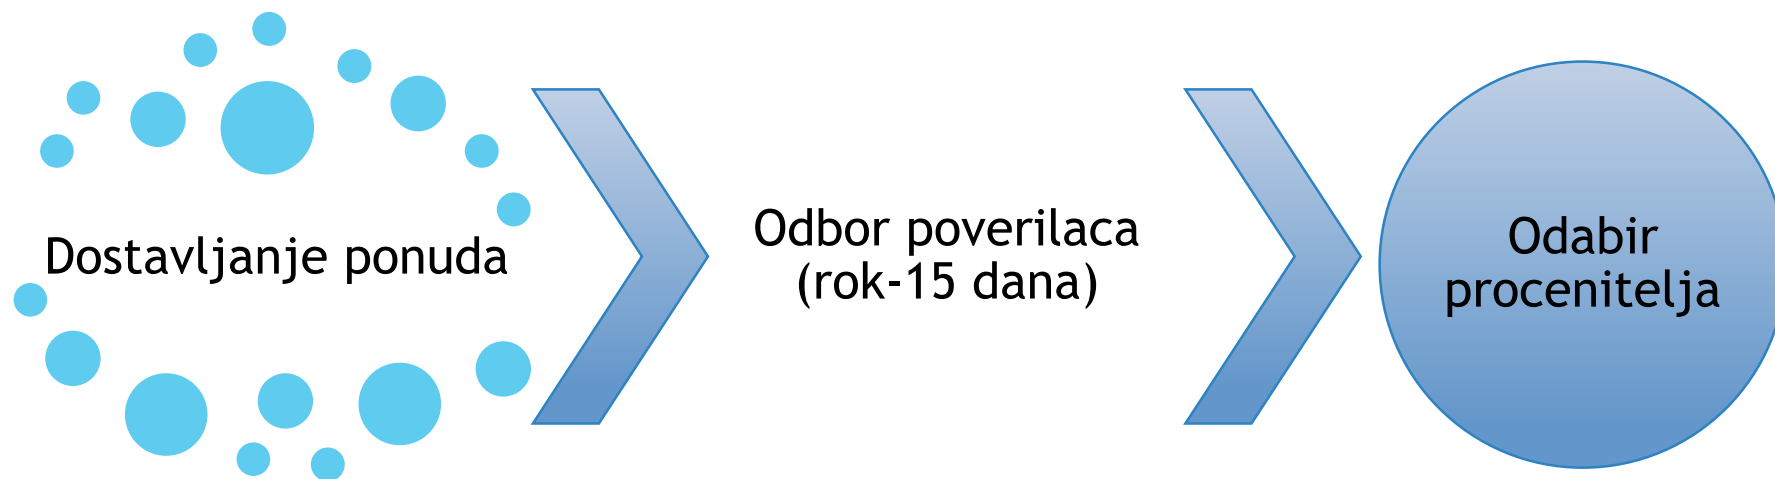 Dostavljanje ponuda
Odbor poverilaca
(rok-15 dana)
Odabir
procenitelja